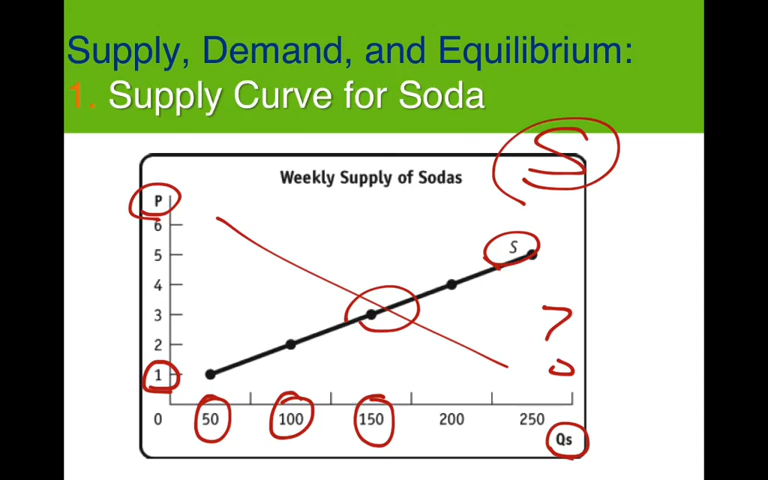 Supply, Demand, and Equilibrium:
1. Supply Curve for Soda
S
Weekly Supply of Sodas
P
6
5
4
3
2
1
S
?
0 50 100 150 200 250
Qs